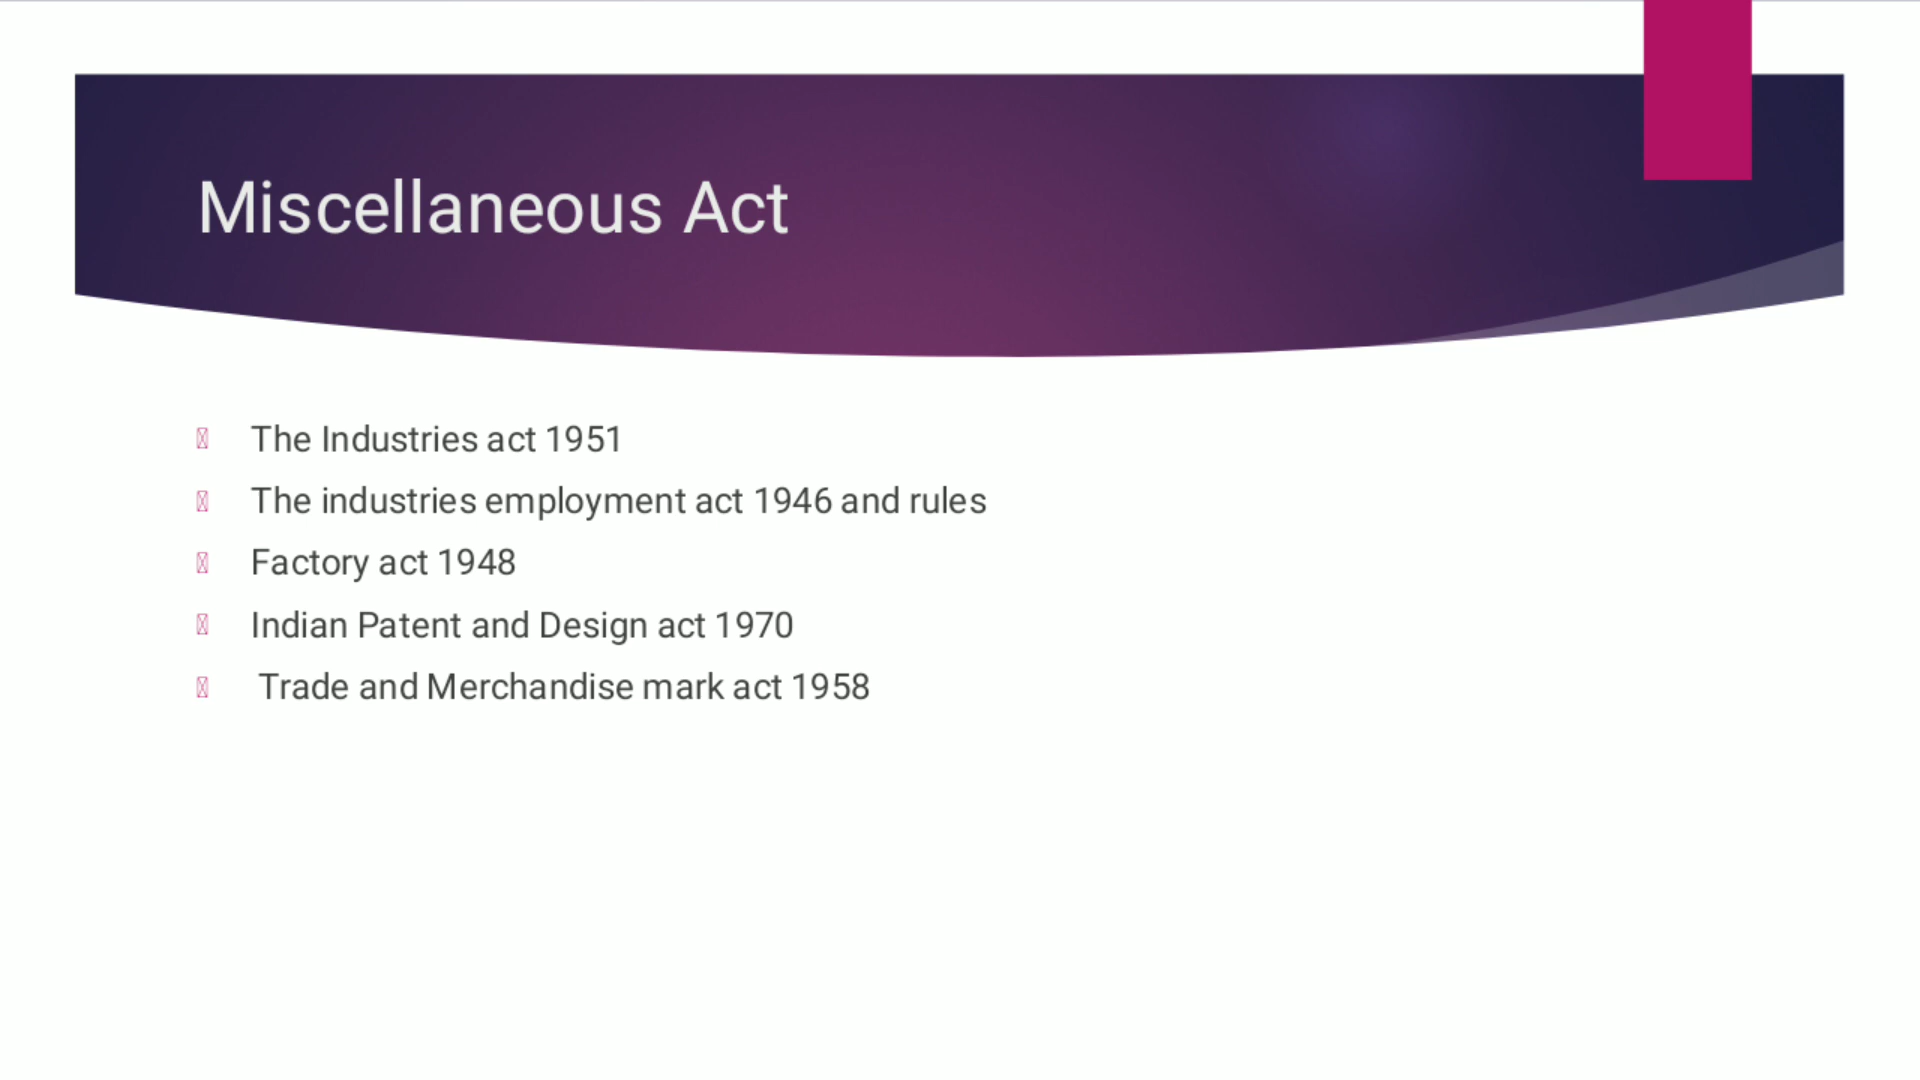 Miscellaneous Act
The Industries act 1951
The industries employment act 1946 and rules
Factory act 1948
Indian Patent and Design act 1970
Trade and Merchandise mark act 1958